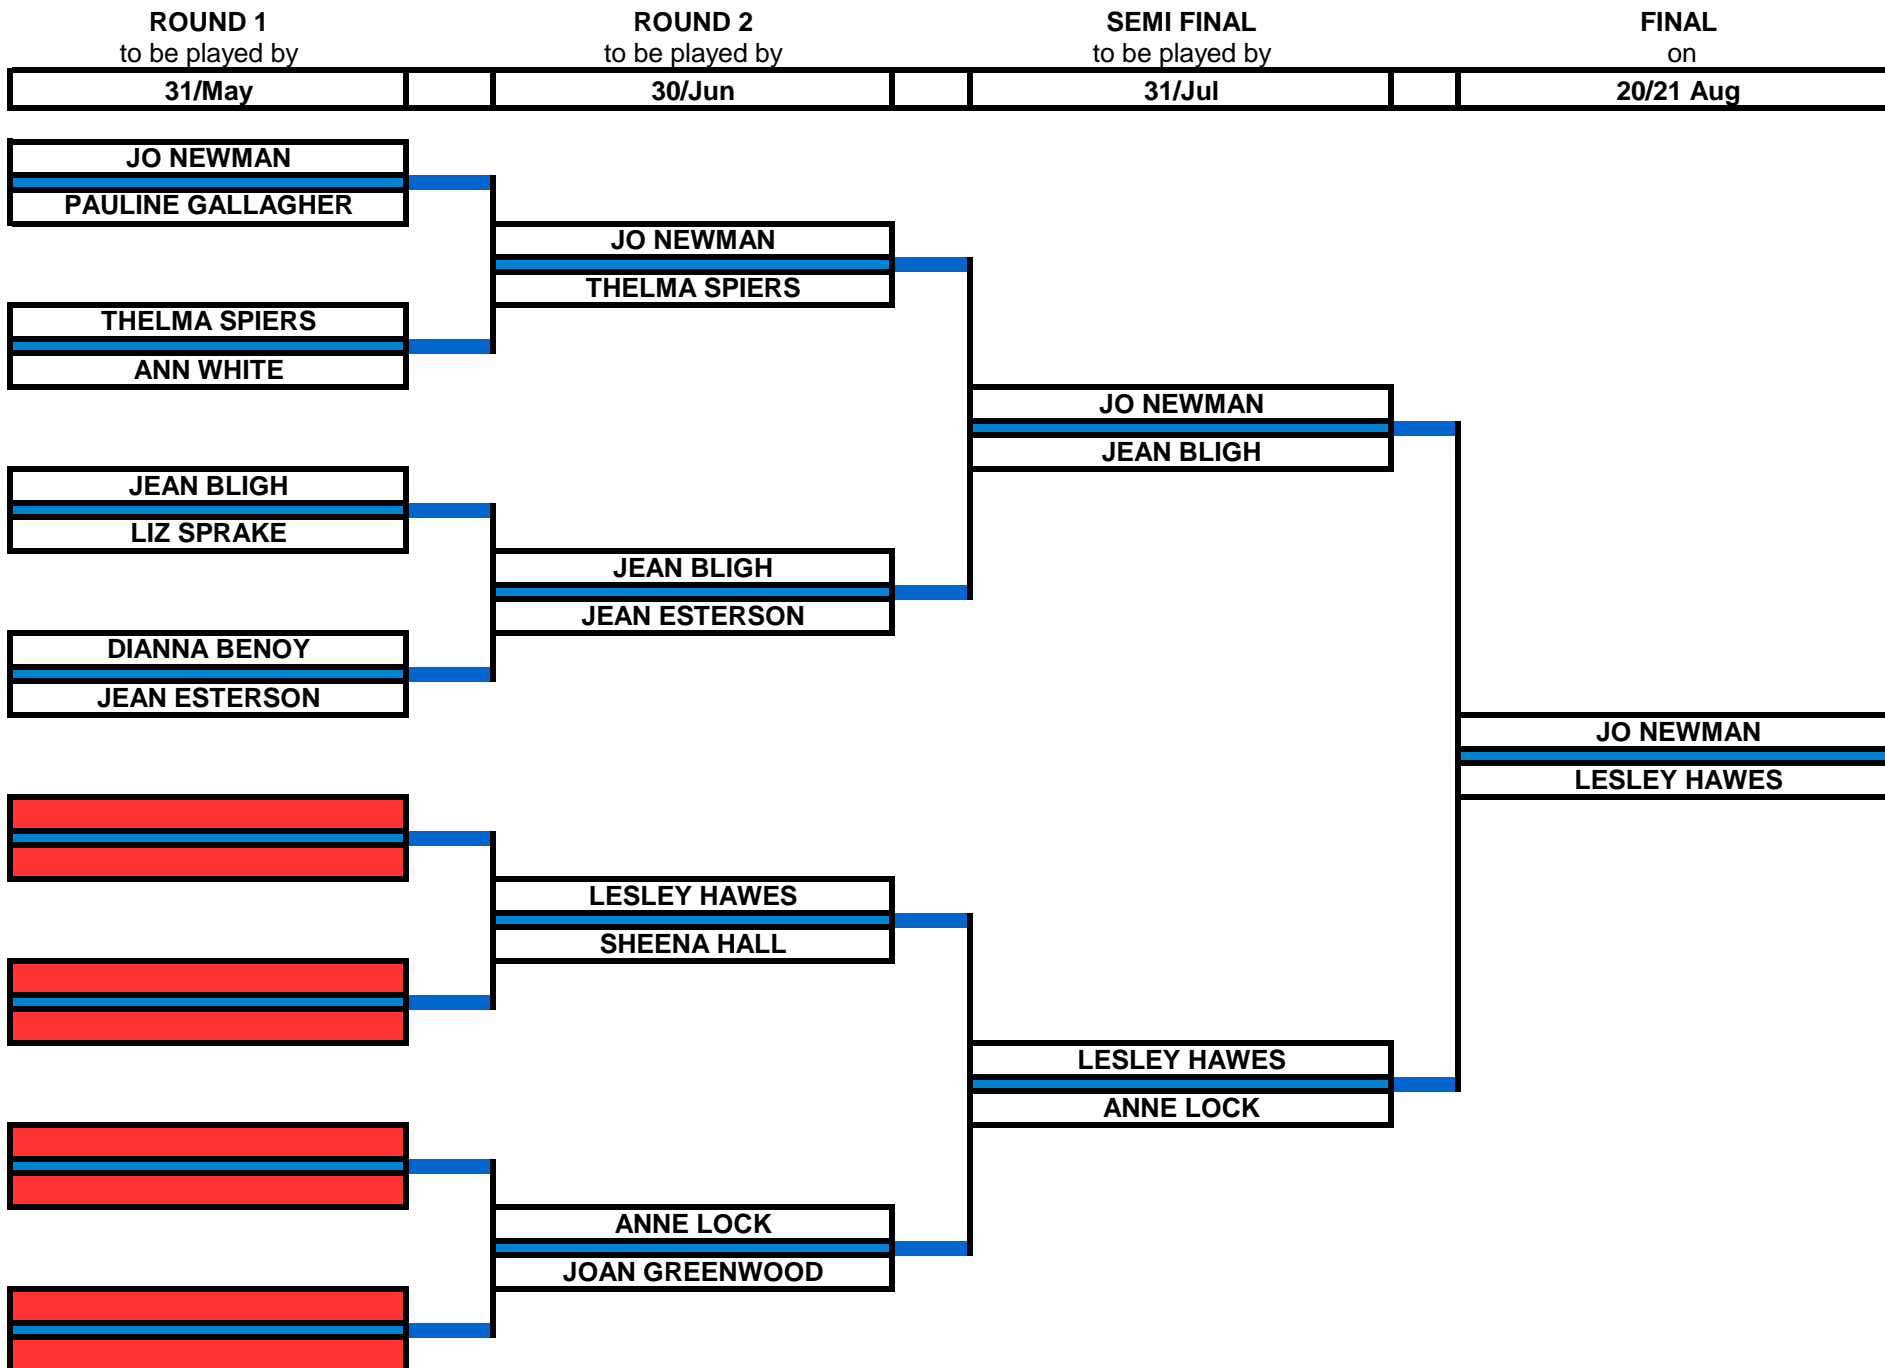 ROUND 1
to be played by
31/May
ROUND 2
to be played by
30/Jun
SEMI FINAL
to be played by
31/Jul
FINAL
on
20/21 Aug
JO NEWMAN
PAULINE GALLAGHER
THELMA SPIERS
ANN WHITE
JEAN BLIGH
LIZ SPRAKE
DIANNA BENOY
JEAN ESTERSON
JO NEWMAN
THELMA SPIERS
JEAN BLIGH
JEAN ESTERSON
LESLEY HAWES
SHEENA HALL
ANNE LOCK
JOAN GREENWOOD
JO NEWMAN
JEAN BLIGH
LESLEY HAWES
ANNE LOCK
JO NEWMAN
LESLEY HAWES